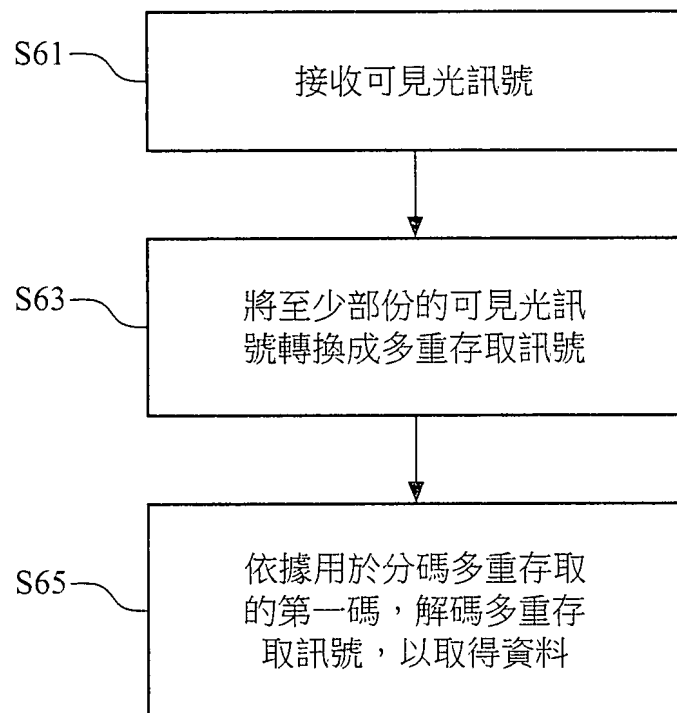 S61
接收可見光訊號
S63
將至少部份的可見光訊
號轉換成多重存取訊號
S65
依據用於分碼多重存取
的第一碼，解碼多重存
取訊號，以取得資料